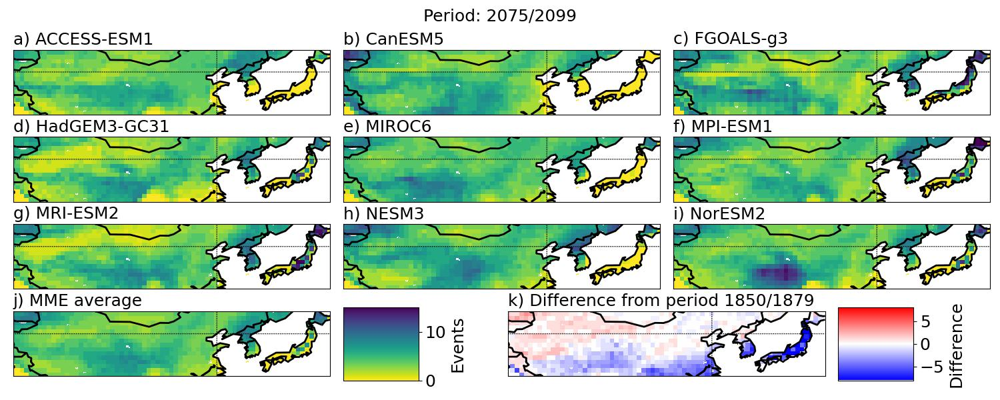 Period: 2075/2099
a) ACCESS-ESM1
b) CanESM5
c) FGOALS-g3
d) HadGEM3-GC31
e) MIROC6
f) MPI-ESM1
g) MRI-ESM2
h) NESM3
i) NorESM2
j) MME average
10
0
Events
k) Difference from period 1850/1879
5
0
−5
Difference